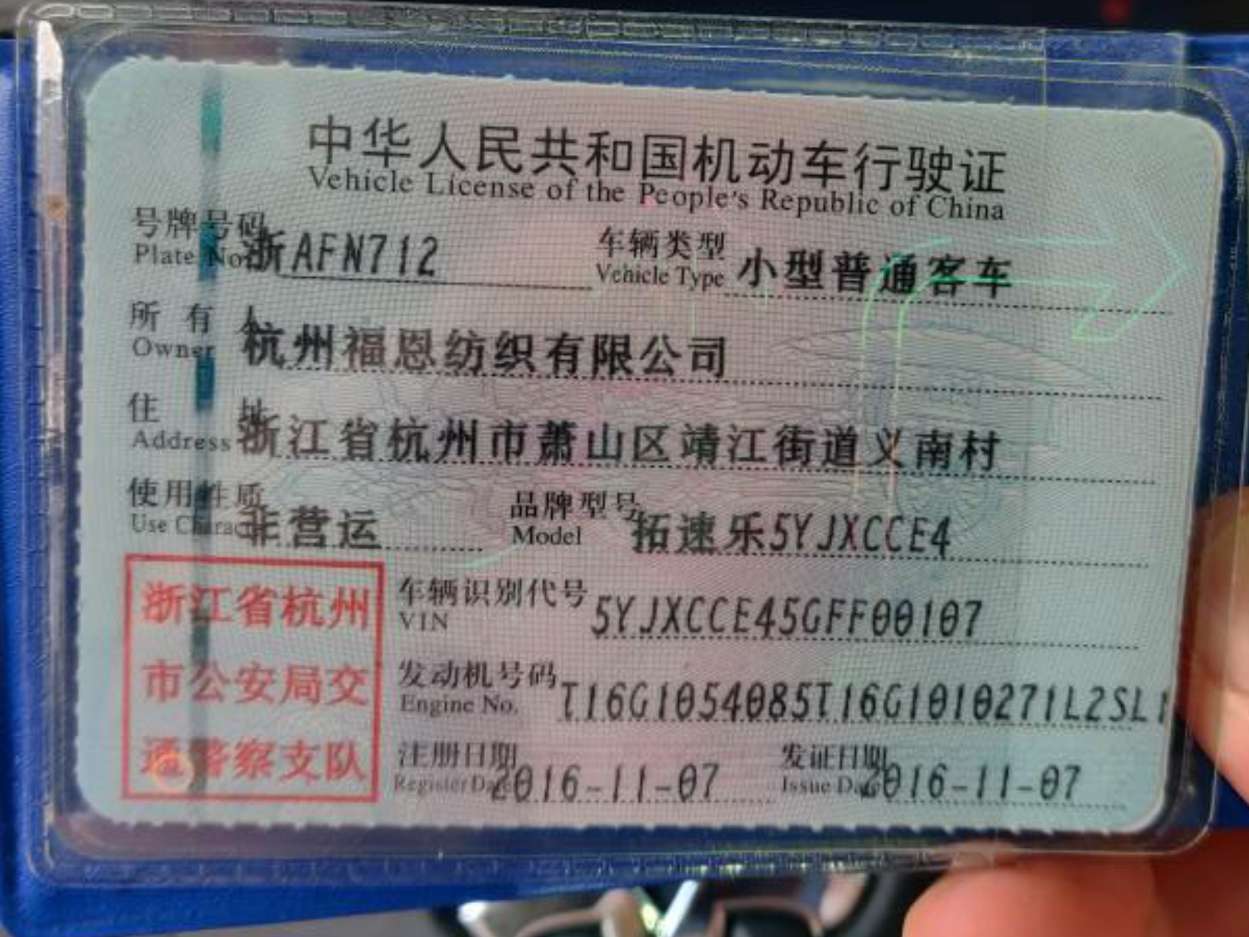 中华人民共和国机动车行驶证
Vehicle License of the People's Republic of China
号牌号码 浙AFN712 车辆类型 小型普通客车
Plate No. Vehicle Type
所有人 杭州福恩纺织有限公司
Owner
住址 浙江省杭州市萧山区靖江街道义南村
Address
使用性质 非营运 品牌型号 拓速乐5YJXCCE4
Use Charac Model
浙江省杭州
市公安局交
通警察支队
车辆识别代号 5YJXCCE45GFF00107
VIN
发动机号码 T16G1054085T16G1010271L2SL1
Engine No.
注册日期 2016-11-07 发证日期 2016-11-07
Register Date Issue Date